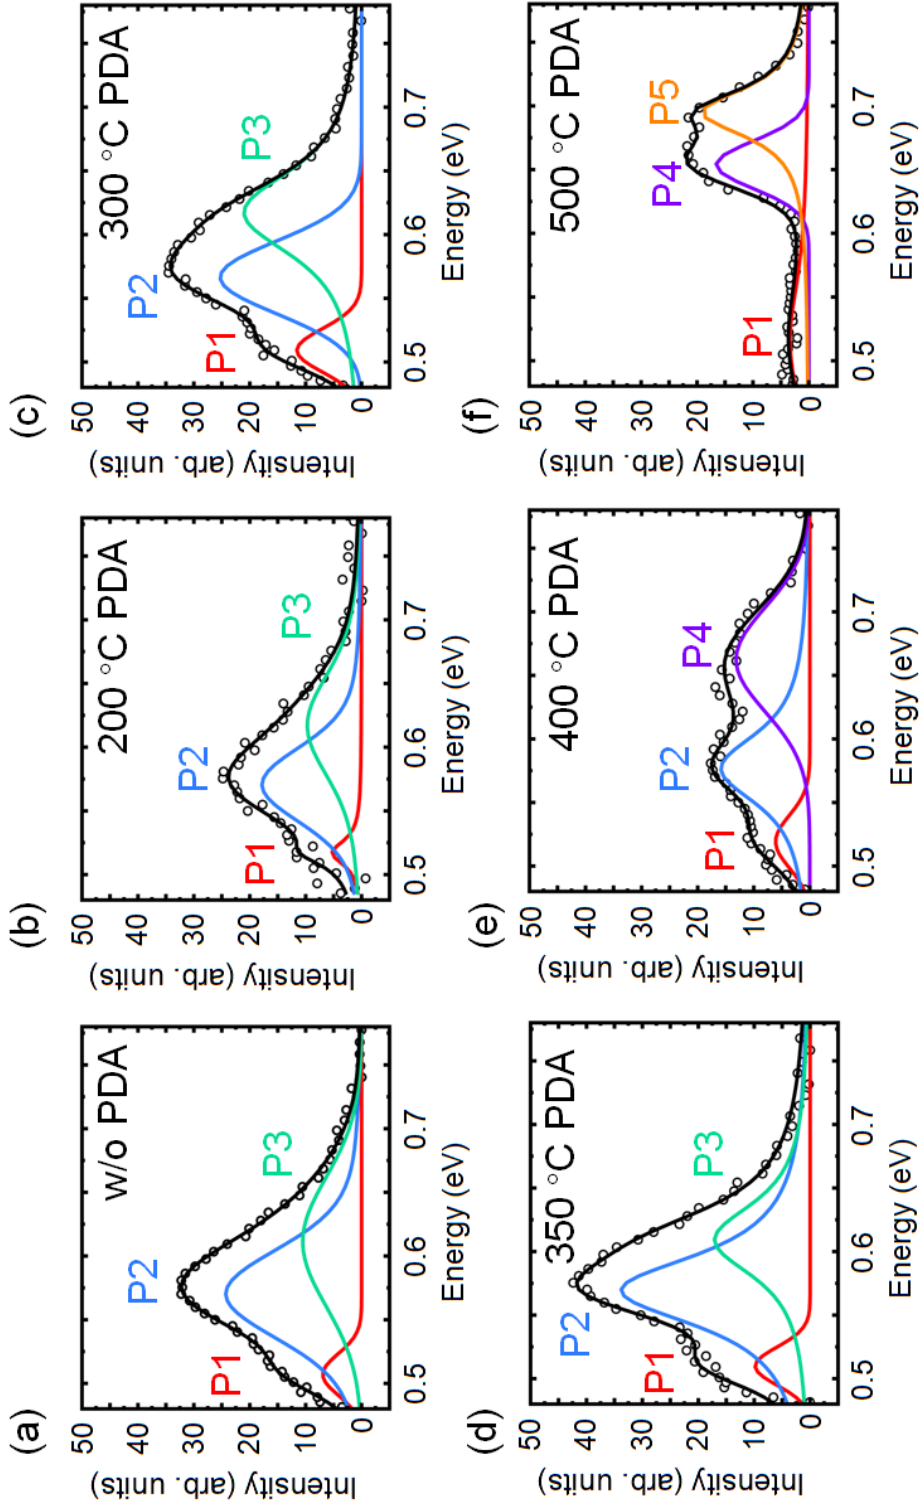 (a)
w/o PDA
Intensity (arb. units)
50
40
30
20
10
0
P1
P2
P3
0.5
0.6
0.7
Energy (eV)
(b)
200 °C PDA
Intensity (arb. units)
50
40
30
20
10
0
P1
P2
P3
0.5
0.6
0.7
Energy (eV)
(c)
300 °C PDA
Intensity (arb. units)
50
40
30
20
10
0
P1
P2
P3
0.5
0.6
0.7
Energy (eV)
(d)
350 °C PDA
Intensity (arb. units)
50
40
30
20
10
0
P1
P2
P3
0.5
0.6
0.7
Energy (eV)
(e)
400 °C PDA
Intensity (arb. units)
50
40
30
20
10
0
P1
P2
P4
0.5
0.6
0.7
Energy (eV)
(f)
500 °C PDA
Intensity (arb. units)
50
40
30
20
10
0
P1
P4
P5
0.5
0.6
0.7
Energy (eV)